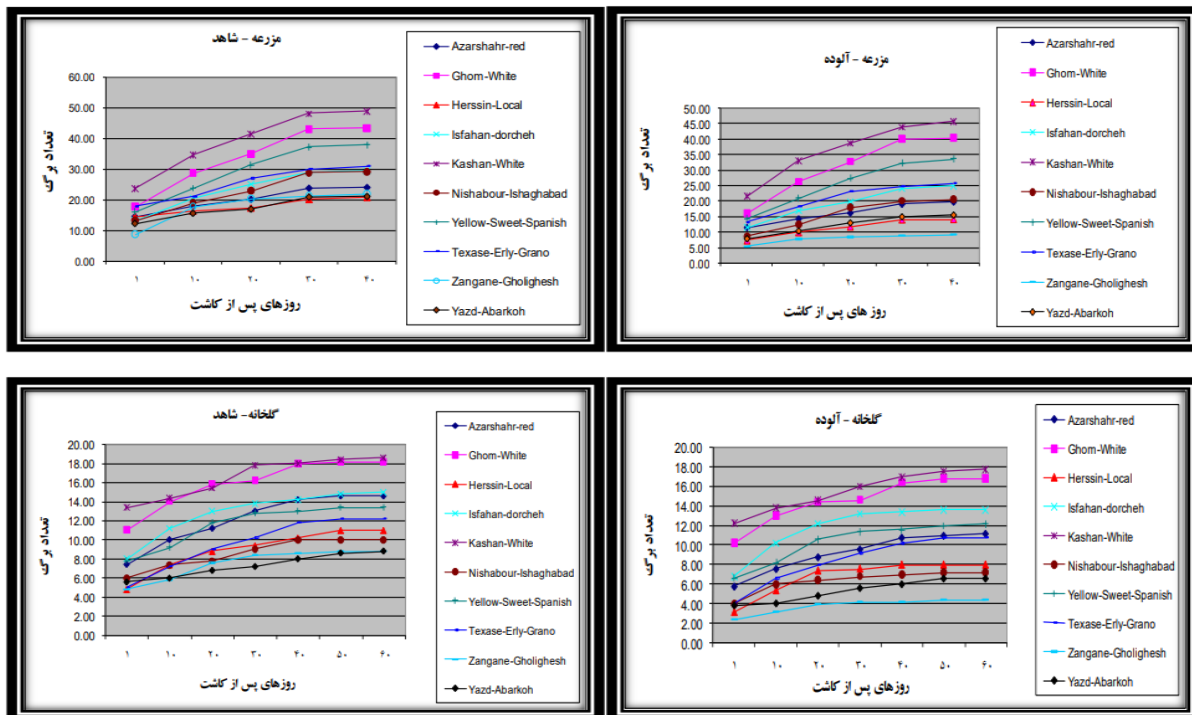 مزرعه - شاهد
تعداد برگ
60.00
50.00
40.00
30.00
20.00
10.00
0.00
۱ ۱۰ ۲۰ ۳۰ ۴۰
روزهای پس از کاشت
Azarshahr-red
Ghom-White
Herssin-Local
Isfahan-dorcheh
Kashan-White
Nishabour-Ishaghabad
Yellow-Sweet-Spanish
Texase-Erly-Grano
Zangane-Gholighesh
Yazd-Abarkoh
مزرعه - آلوده
تعداد برگ
50.00
45.00
40.00
35.00
30.00
25.00
20.00
15.00
10.00
5.00
0.00
۱ ۱۰ ۲۰ ۳۰ ۴۰
روز های پس از کاشت
Azarshahr-red
Ghom-White
Herssin-Local
Isfahan-dorcheh
Kashan-White
Nishabour-Ishaghabad
Yellow-Sweet-Spanish
Texase-Erly-Grano
Zangane-Gholighesh
Yazd-Abarkoh
گلخانه - شاهد
تعداد برگ
20.00
18.00
16.00
14.00
12.00
10.00
8.00
6.00
4.00
2.00
0.00
۱ ۱۰ ۲۰ ۳۰ ۴۰ ۵۰ ۶۰
روزهای پس از کاشت
Azarshahr-red
Ghom-White
Herssin-Local
Isfahan-dorcheh
Kashan-White
Nishabour-Ishaghabad
Yellow-Sweet-Spanish
Texase-Erly-Grano
Zangane-Gholighesh
Yazd-Abarkoh
گلخانه - آلوده
تعداد برگ
20.00
18.00
16.00
14.00
12.00
10.00
8.00
6.00
4.00
2.00
0.00
۱ ۱۰ ۲۰ ۳۰ ۴۰ ۵۰ ۶۰
روزهای پس از کاشت
Azarshahr-red
Ghom-White
Herssin-Local
Isfahan-dorcheh
Kashan-White
Nishabour-Ishaghabad
Yellow-Sweet-Spanish
Texase-Erly-Grano
Zangane-Gholighesh
Yazd-Abarkoh